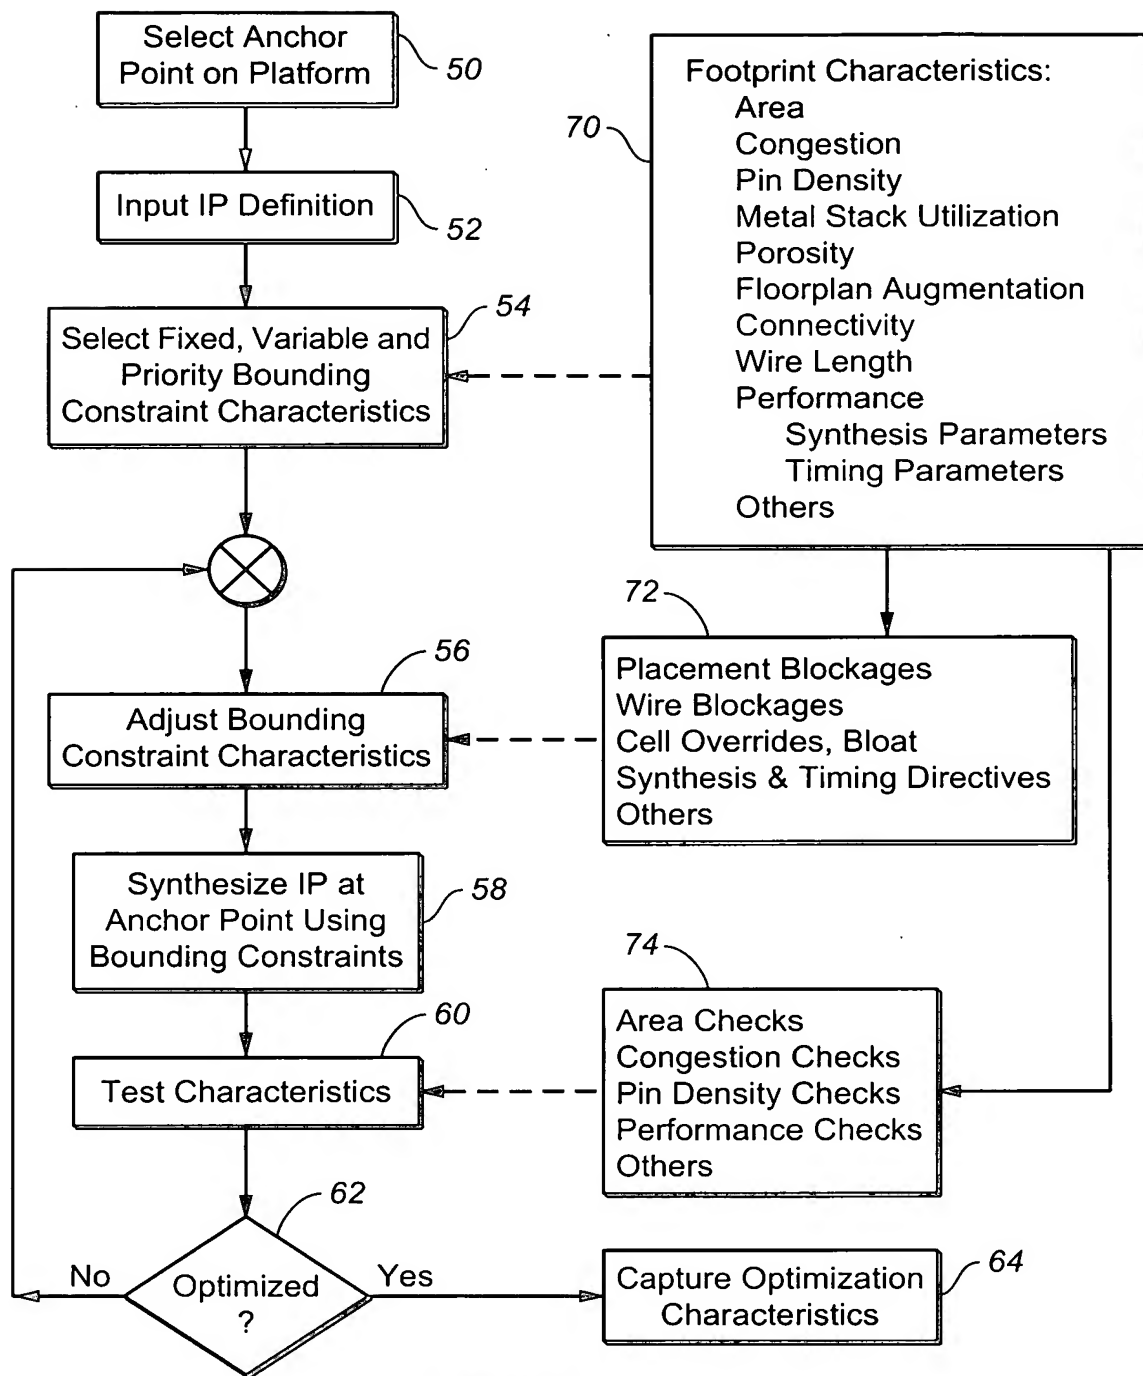 Select Anchor
Point on Platform
50
Input IP Definition
52
Select Fixed, Variable and
Priority Bounding
Constraint Characteristics
54
Footprint Characteristics:
Area
Congestion
Pin Density
Metal Stack Utilization
Porosity
Floorplan Augmentation
Connectivity
Wire Length
Performance
Synthesis Parameters
Timing Parameters
Others
70
Adjust Bounding
Constraint Characteristics
56
Placement Blockages
Wire Blockages
Cell Overrides, Bloat
Synthesis & Timing Directives
Others
72
Synthesize IP at
Anchor Point Using
Bounding Constraints
58
Test Characteristics
60
Area Checks
Congestion Checks
Pin Density Checks
Performance Checks
Others
74
Optimized
?
62
No
Yes
Capture Optimization
Characteristics
64